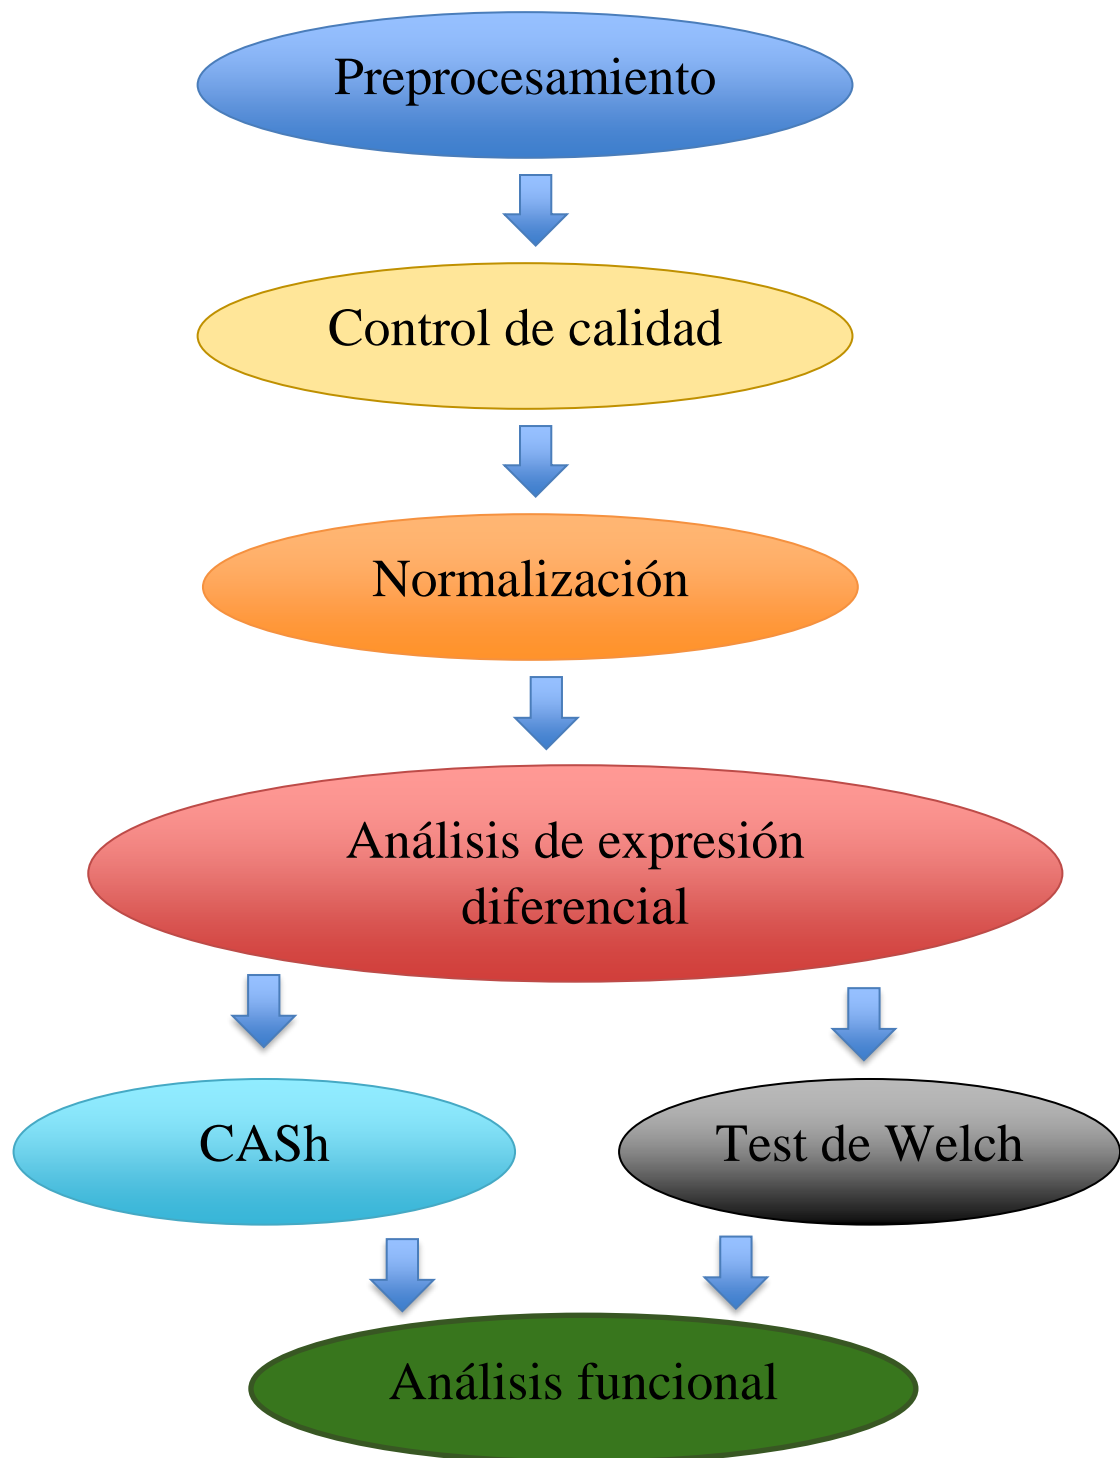 Preprocesamiento
Control de calidad
Normalización
Análisis de expresión
diferencial
CASh
Test de Welch
Análisis funcional